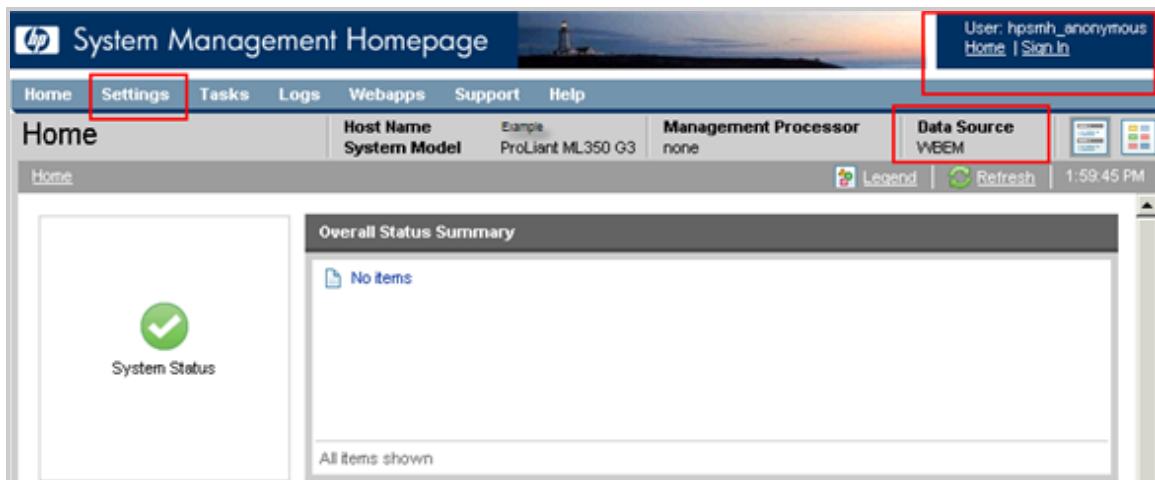 hp System Management Homepage
User: hpsmh_anonymous
Home | Sign In
Home Settings Tasks Logs Webapps Support Help
Home
Host Name Example
System Model ProLiant ML350 G3
Management Processor
none
Data Source
WBEM
Home Legend Refresh 1:59:45 PM
Overall Status Summary
No items
System Status
All items shown